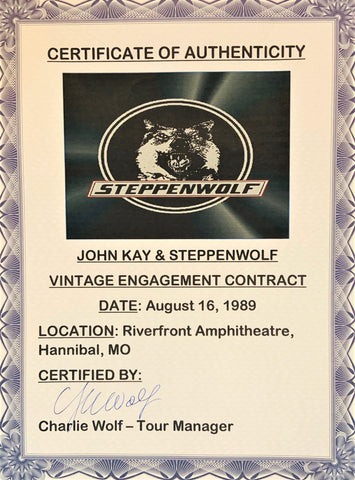 CERTIFICATE OF AUTHENTICITY
STEPPENWOLF
JOHN KAY & STEPPENWOLF
VINTAGE ENGAGEMENT CONTRACT
DATE: August 16, 1989
LOCATION: Riverfront Amphitheatre,
Hannibal, MO
CERTIFIED BY:
Charlie Wolf – Tour Manager